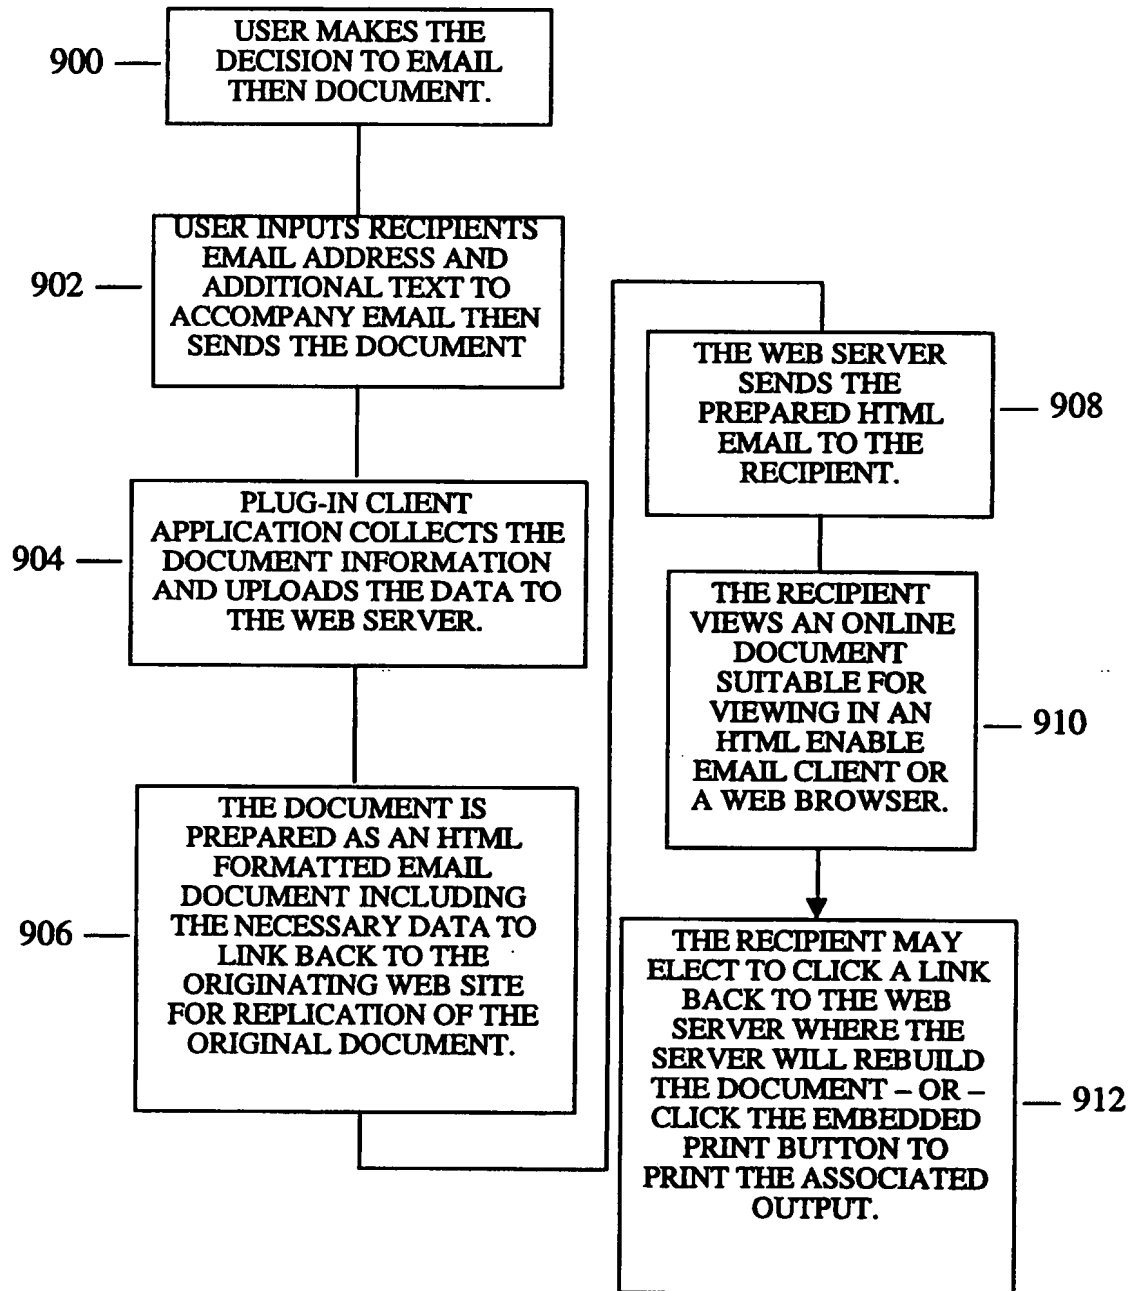 900
USER MAKES THE
DECISION TO EMAIL
THEN DOCUMENT.
902
USER INPUTS RECIPIENTS
EMAIL ADDRESS AND
ADDITIONAL TEXT TO
ACCOMPANY EMAIL THEN
SENDS THE DOCUMENT
904
PLUG-IN CLIENT
APPLICATION COLLECTS THE
DOCUMENT INFORMATION
AND UPLOADS THE DATA TO
THE WEB SERVER.
906
THE DOCUMENT IS
PREPARED AS AN HTML
FORMATTED EMAIL
DOCUMENT INCLUDING
THE NECESSARY DATA TO
LINK BACK TO THE
ORIGINATING WEB SITE
FOR REPLICATION OF THE
ORIGINAL DOCUMENT.
THE WEB SERVER
SENDS THE
PREPARED HTML
EMAIL TO THE
RECIPIENT.
908
THE RECIPIENT
VIEWS AN ONLINE
DOCUMENT
SUITABLE FOR
VIEWING IN AN
HTML ENABLE
EMAIL CLIENT OR
A WEB BROWSER.
910
THE RECIPIENT MAY
ELECT TO CLICK A LINK
BACK TO THE WEB
SERVER WHERE THE
SERVER WILL REBUILD
THE DOCUMENT – OR –
CLICK THE EMBEDDED
PRINT BUTTON TO
PRINT THE ASSOCIATED
OUTPUT.
912